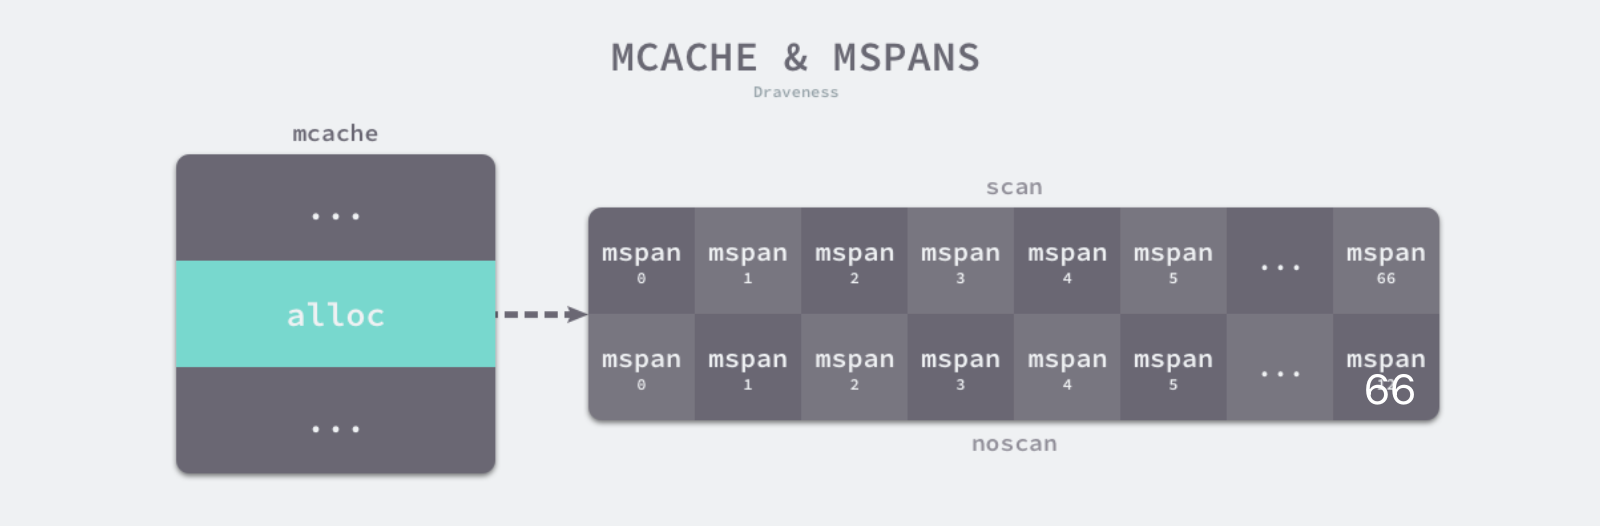 MCACHE & MSPANS
Draveness
mcache
...
alloc
...
scan
mspan mspan mspan mspan mspan mspan ... mspan
0 1 2 3 4 5 66
mspan mspan mspan mspan mspan mspan ... mspan
0 1 2 3 4 5 66
noscan